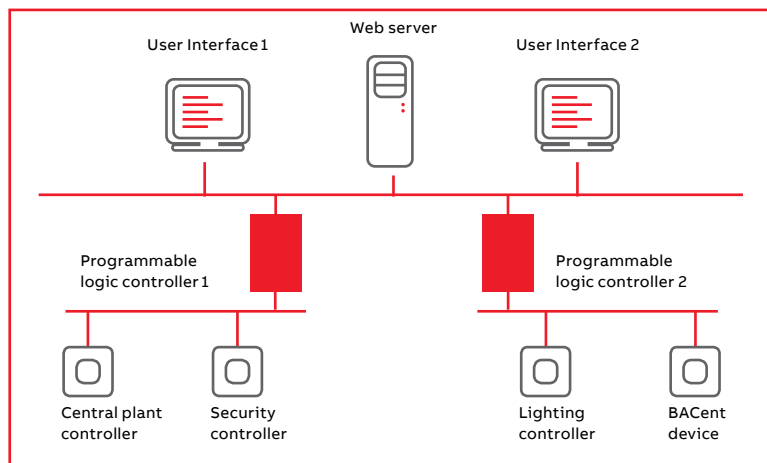 Web server
User Interface 1
User Interface 2
Programmable
logic controller 1
Programmable
logic controller 2
Central plant
controller
Security
controller
Lighting
controller
BACent
device